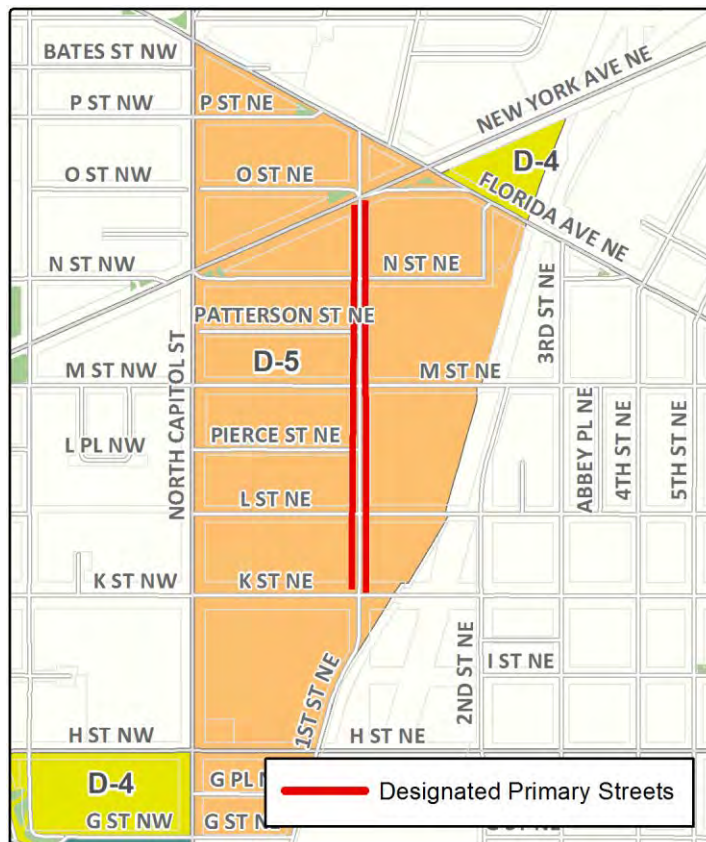 BATES ST NW
P ST NW
P ST NE
NEW YORK AVE NE
D-4
O ST NW
O ST NE
FLORIDA AVE NE
N ST NW
N ST NE
3RD ST NE
PATTERSON ST NE
D-5
M ST NW
M ST NE
NORTH CAPITOL ST
L PL NW
PIERCE ST NE
ABBEY PL NE
4TH ST NE
5TH ST NE
L ST NE
K ST NW
K ST NE
2ND ST NE
I ST NE
1ST ST NE
H ST NW
H ST NE
D-4
G PL
G ST NW
G ST
Designated Primary Streets